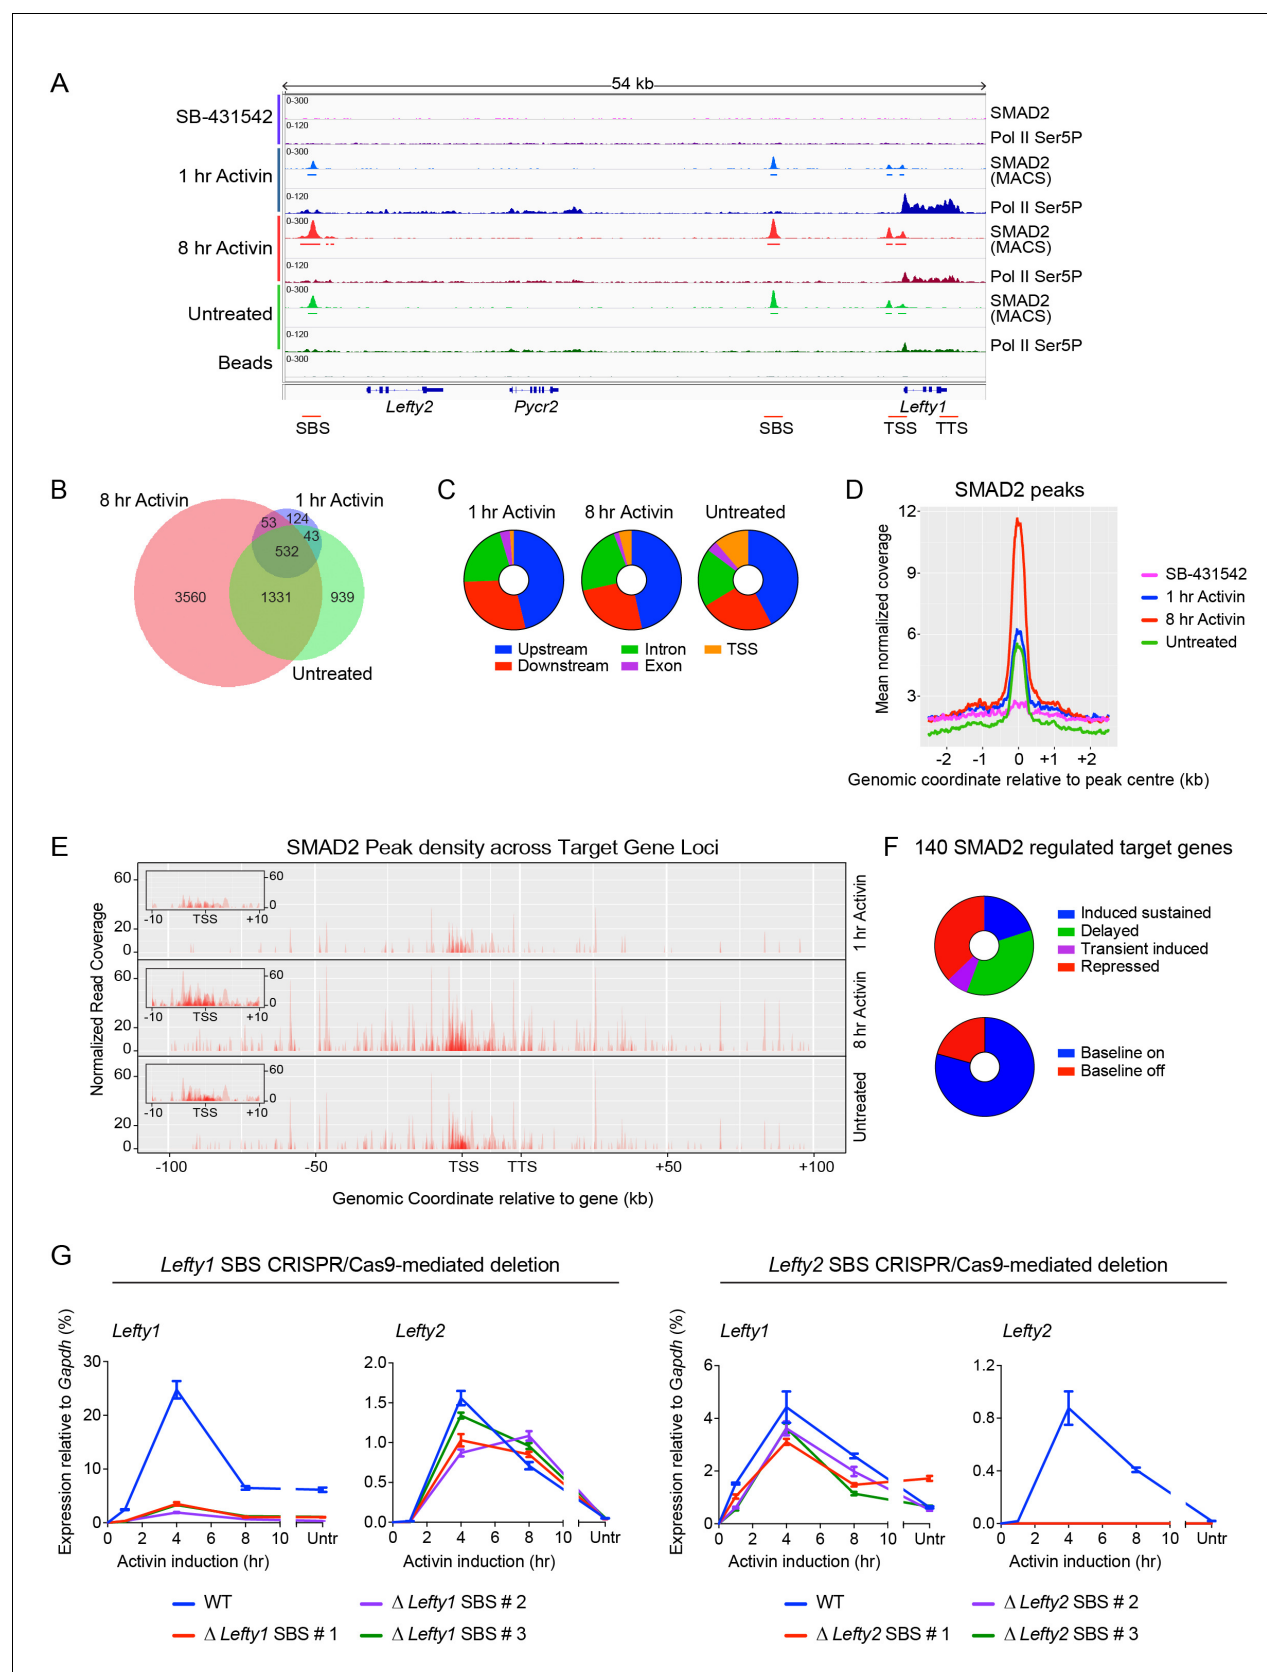 A
54 kb
SB-431542
0-300
SMAD2
0-120
Pol II Ser5P
1 hr Activin
0-300
SMAD2
(MACS)
0-120
Pol II Ser5P
8 hr Activin
0-300
SMAD2
(MACS)
0-120
Pol II Ser5P
Untreated
0-300
SMAD2
(MACS)
0-120
Pol II Ser5P
Beads
0-300
Lefty2
Pycr2
Lefty1
SBS
SBS
TSS
TTS
B
8 hr Activin
1 hr Activin
53
124
43
532
3560
1331
939
Untreated
C
1 hr Activin
8 hr Activin
Untreated
Upstream
Intron
TSS
Downstream
Exon
D
SMAD2 peaks
Mean normalized coverage
12
9
6
3
-2 -1 0 +1 +2
Genomic coordinate relative to peak centre (kb)
SB-431542
1 hr Activin
8 hr Activin
Untreated
E
SMAD2 Peak density across Target Gene Loci
Normalized Read Coverage
60
20
0
60
0
-10 TSS +10
1 hr Activin
60
20
0
60
0
-10 TSS +10
8 hr Activin
60
20
0
60
0
-10 TSS +10
Untreated
-100 -50 TSS TTS +50 +100
Genomic Coordinate relative to gene (kb)
F
140 SMAD2 regulated target genes
Induced sustained
Delayed
Transient induced
Repressed
Baseline on
Baseline off
G
Lefty1 SBS CRISPR/Cas9-mediated deletion
Expression relative to Gapdh (%)
Lefty1
30
20
10
0
0 2 4 6 8 10 Untr
Activin induction (hr)
Lefty2
2.0
1.5
1.0
0.5
0.0
0 2 4 6 8 10 Untr
Activin induction (hr)
WT
Δ Lefty1 SBS # 2
Δ Lefty1 SBS # 1
Δ Lefty1 SBS # 3
Lefty2 SBS CRISPR/Cas9-mediated deletion
Expression relative to Gapdh (%)
Lefty1
6
4
2
0
0 2 4 6 8 10 Untr
Activin induction (hr)
Lefty2
1.2
0.8
0.4
0.0
0 2 4 6 8 10 Untr
Activin induction (hr)
WT
Δ Lefty2 SBS # 2
Δ Lefty2 SBS # 1
Δ Lefty2 SBS # 3